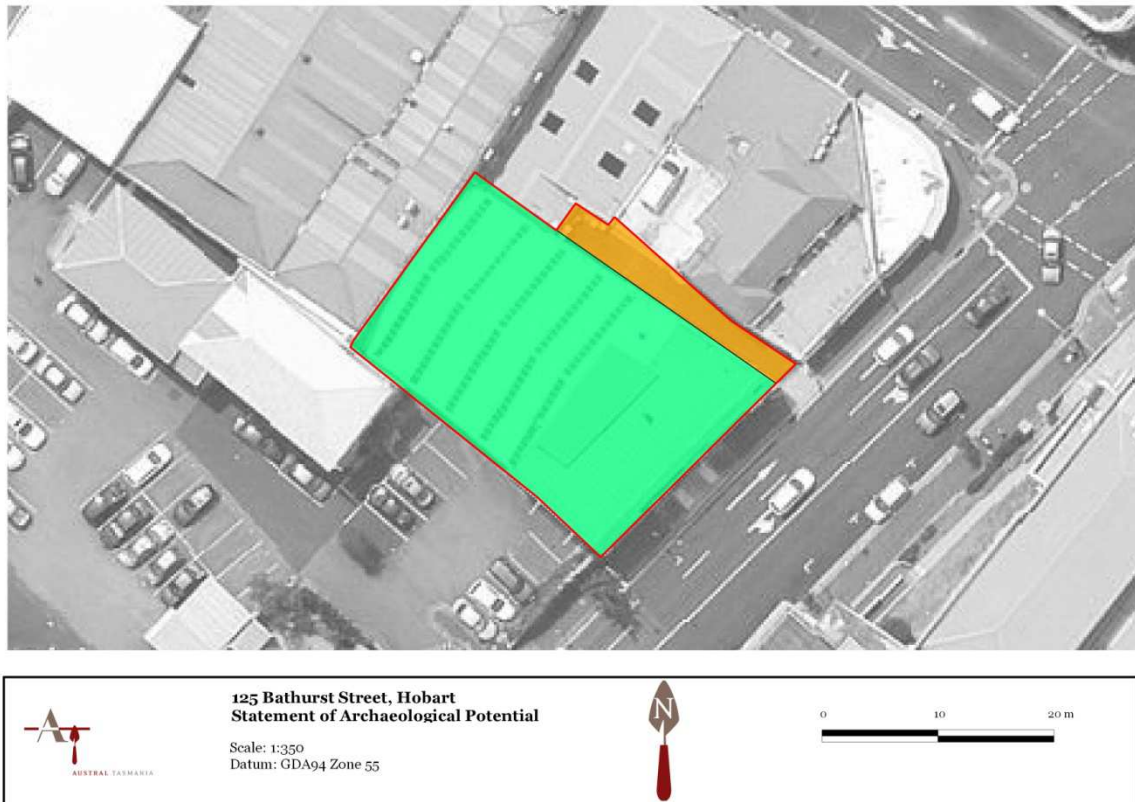 125 Bathurst Street, Hobart
Statement of Archaeological Potential
Scale: 1:350
Datum: GDA94 Zone 55
A
AUSTRAL TASMANIA
N
0 10 20 m